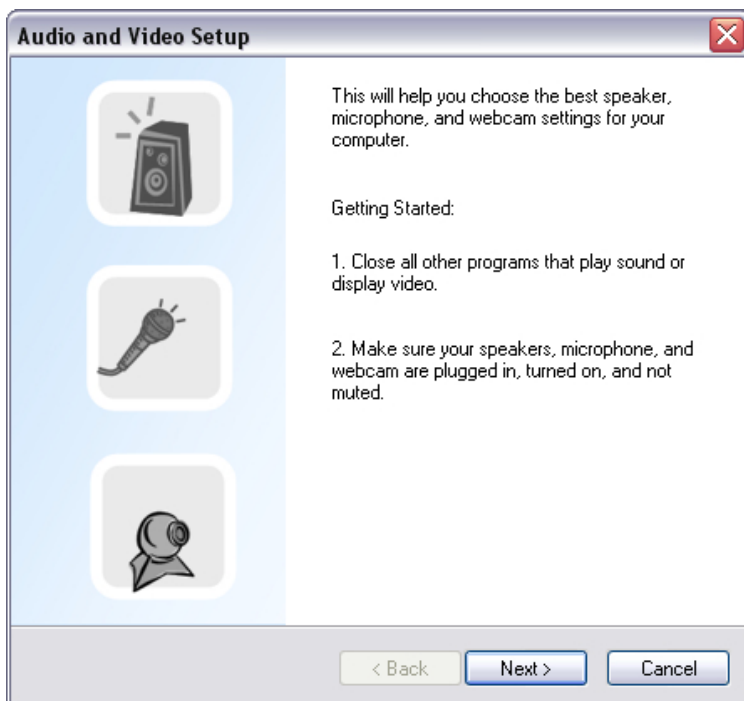 Audio and Video Setup
This will help you choose the best speaker,
microphone, and webcam settings for your
computer.
Getting Started:
1. Close all other programs that play sound or
display video.
2. Make sure your speakers, microphone, and
webcam are plugged in, turned on, and not
muted.
< Back
Next >
Cancel